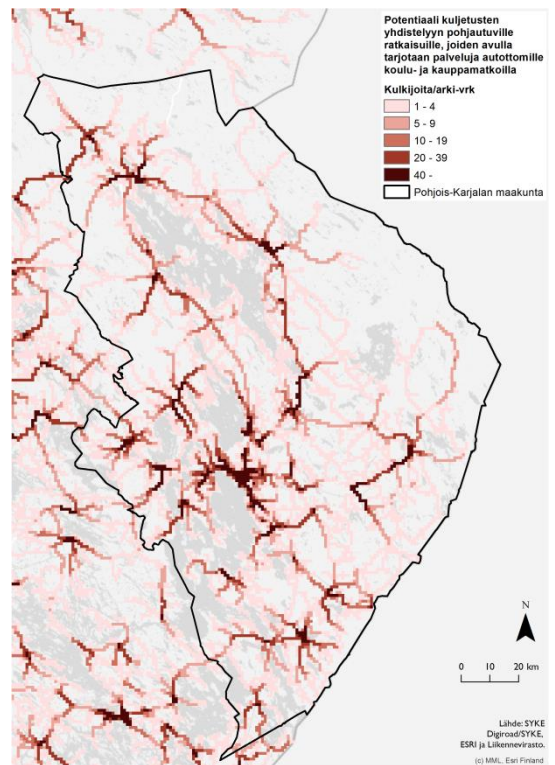 Potentiaali kuljetusten
yhdistelyyn pohjautuville
ratkaisuille, joiden avulla
tarjotaan palveluja autottomille
koulu- ja kauppamatkoilla
Kulkijoita/arki-vrk
1 - 4
5 - 9
10 - 19
20 - 39
40 -
Pohjois-Karjalan maakunta
N
0 10 20 km
Lähde: SYKE
Digiroad/SYKE,
ESRI ja Liikennevirasto.
(c) MML, Esri Finland